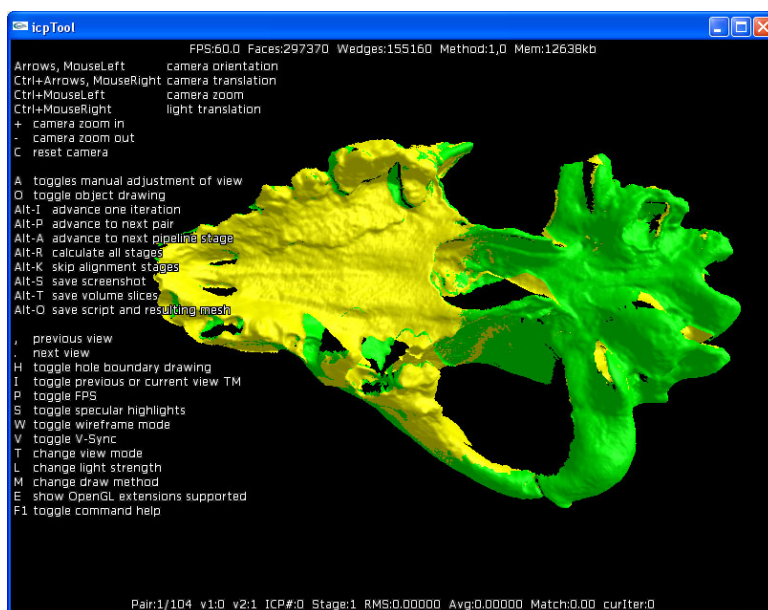 icpTool
FPS:60.0 Faces:297370 Wedges:155160 Method:1,0 Mem:12638kb
Arrows, MouseLeft camera orientation
Ctrl+Arrows, MouseRight camera translation
Ctrl+MouseLeft camera zoom
Ctrl+MouseRight light translation
+ camera zoom in
- camera zoom out
C reset camera
A toggles manual adjustment of view
O toggle object drawing
Alt-I advance one iteration
Alt-P advance to next pair
Alt-A advance to next pipeline stage
Alt-R calculate all stages
Alt-K skip alignment stages
Alt-S save screenshot
Alt-T save volume slices
Alt-O save script and resulting mesh
, previous view
. next view
H toggle hole boundary drawing
I toggle previous or current view TM
P toggle FPS
S toggle specular highlights
W toggle wireframe mode
V toggle V-Sync
T change view mode
L change light strength
M change draw method
E show OpenGL extensions supported
F1 toggle command help
Pair:1/104 v1:0 v2:1 ICP#:0 Stage:1 RMS:0.00000 Avg:0.00000 Match:0.00 curIter:0